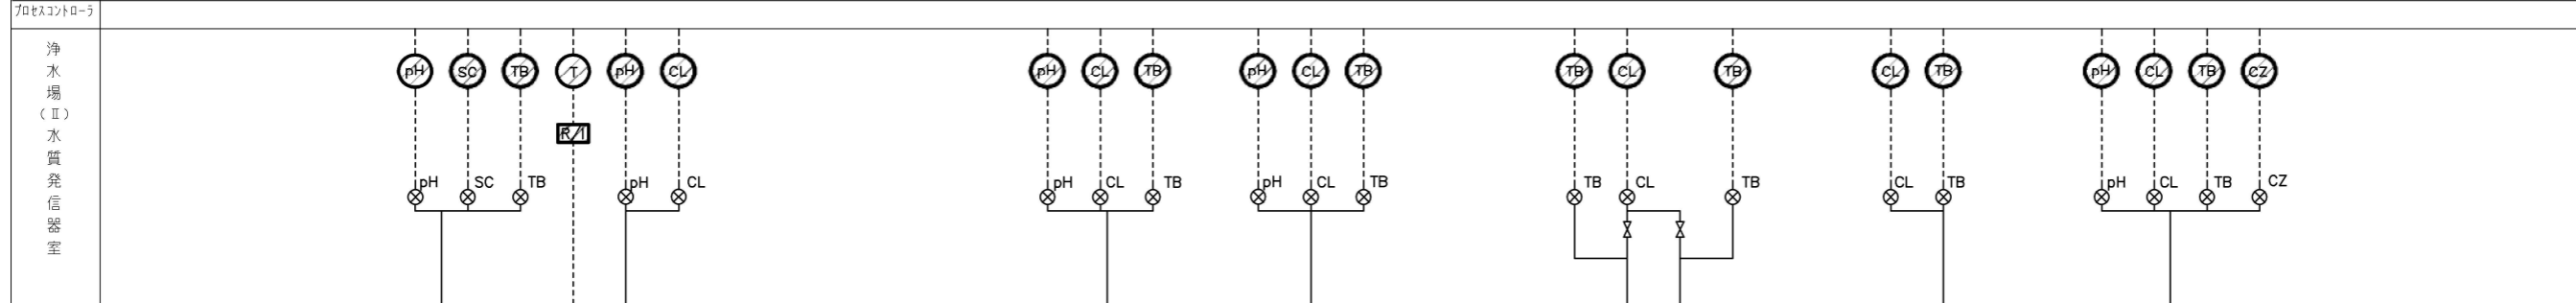 プロセスコントローラ
浄水場(Ⅱ)水質発信器室
pH SC TB T pH CL pH CL TB pH CL TB TB CL TB CL TB pH CL TB CZ
R/I
pH SC TB pH CL pH CL TB pH CL TB TB CL TB CL TB pH CL TB CZ